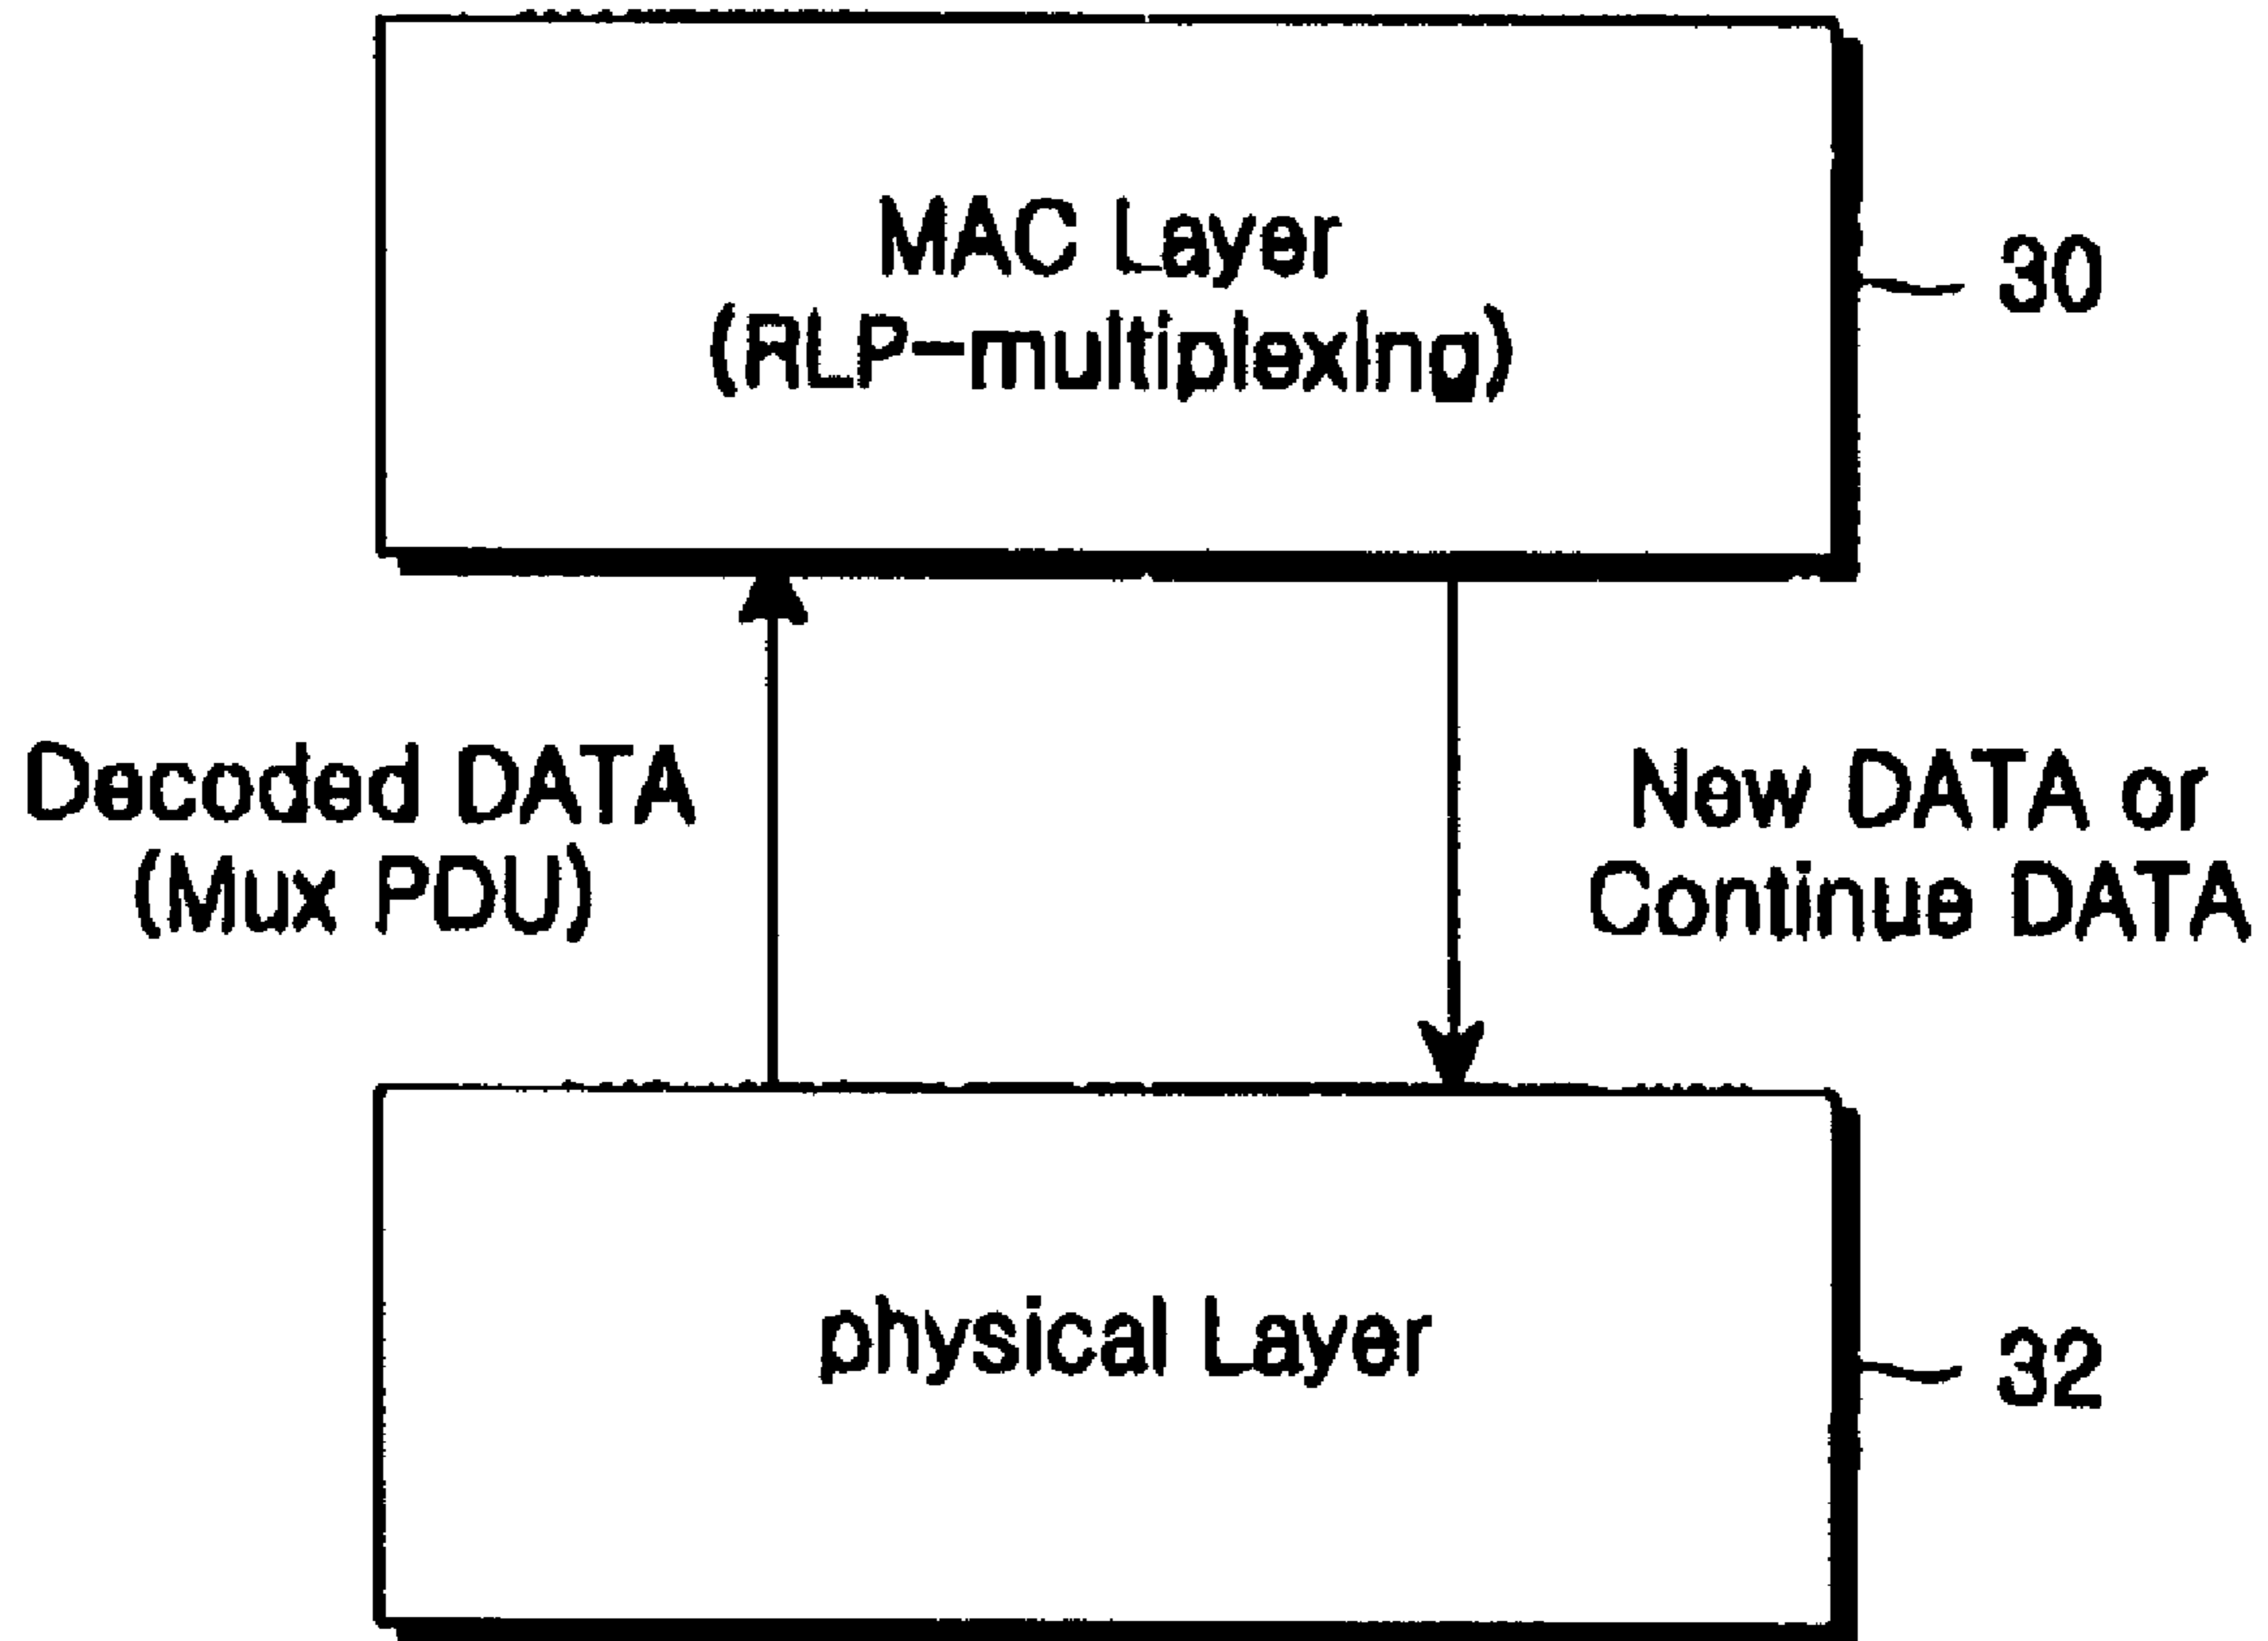 MAC Layer
(RLP-multiplexing)
30
Decoded DATA
(Mux PDU)
New DATA or
Continue DATA
physical Layer
32